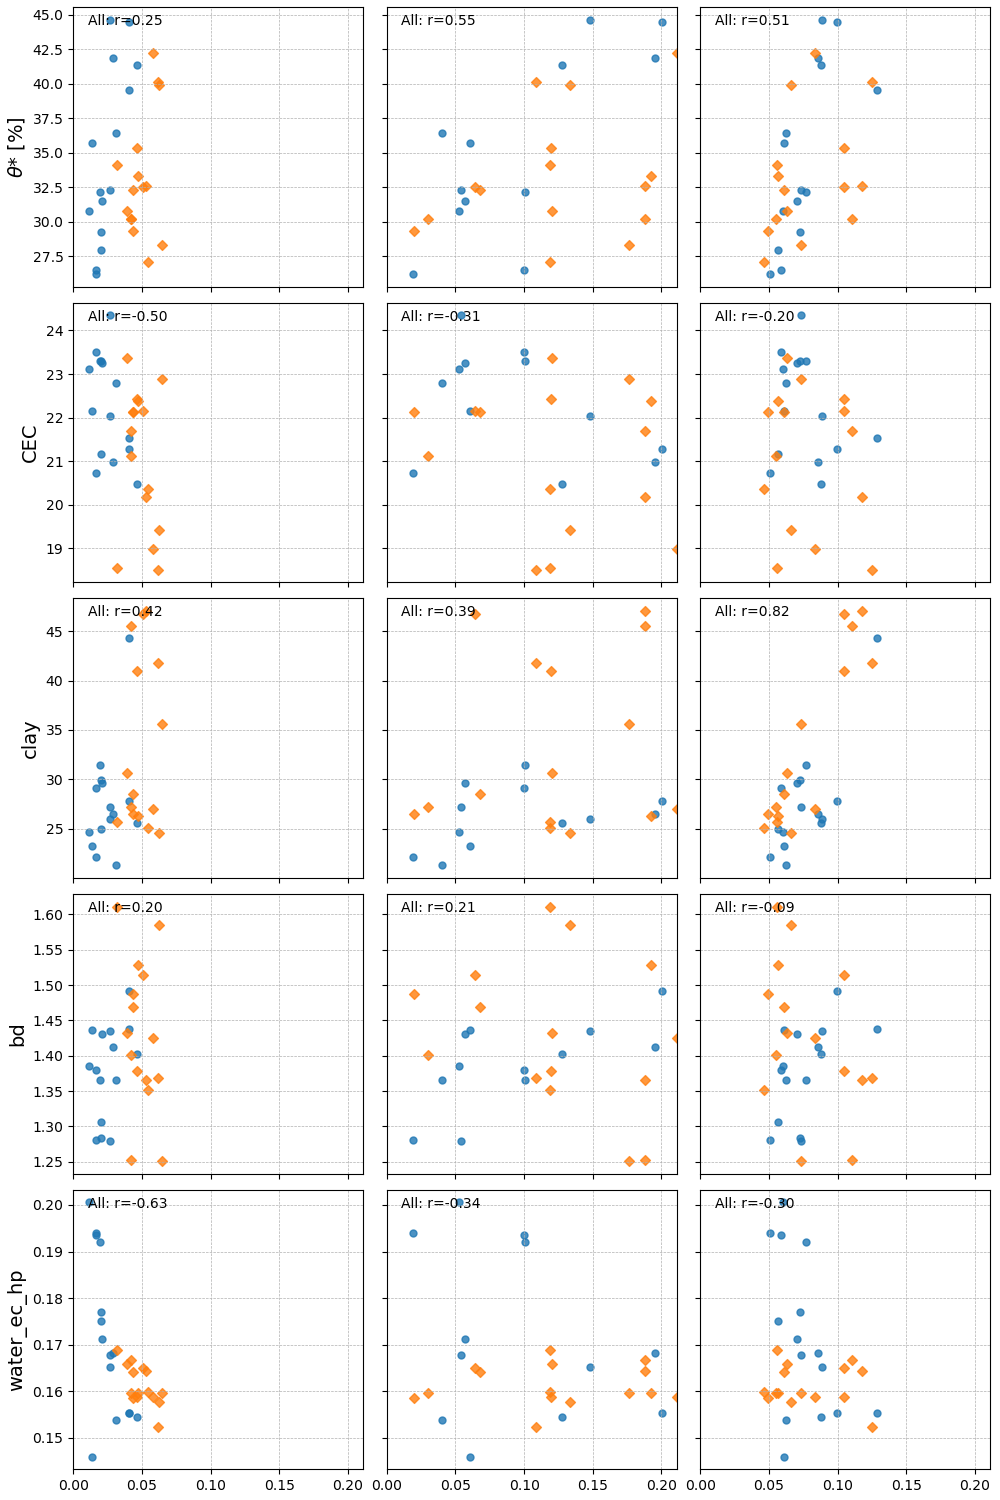 All: r=0.25
All: r=0.55
All: r=0.51
45.0
42.5
40.0
37.5
35.0
32.5
30.0
27.5
θ* [%]
All: r=-0.50
All: r=-0.31
All: r=-0.20
24
23
22
21
20
19
CEC
All: r=0.42
All: r=0.39
All: r=0.82
45
40
35
30
25
clay
All: r=0.20
All: r=0.21
All: r=-0.09
1.60
1.55
1.50
1.45
1.40
1.35
1.30
1.25
bd
All: r=-0.63
All: r=-0.34
All: r=-0.30
0.20
0.19
0.18
0.17
0.16
0.15
water_ec_hp
0.00 0.05 0.10 0.15 0.20
0.00 0.05 0.10 0.15 0.20
0.00 0.05 0.10 0.15 0.20